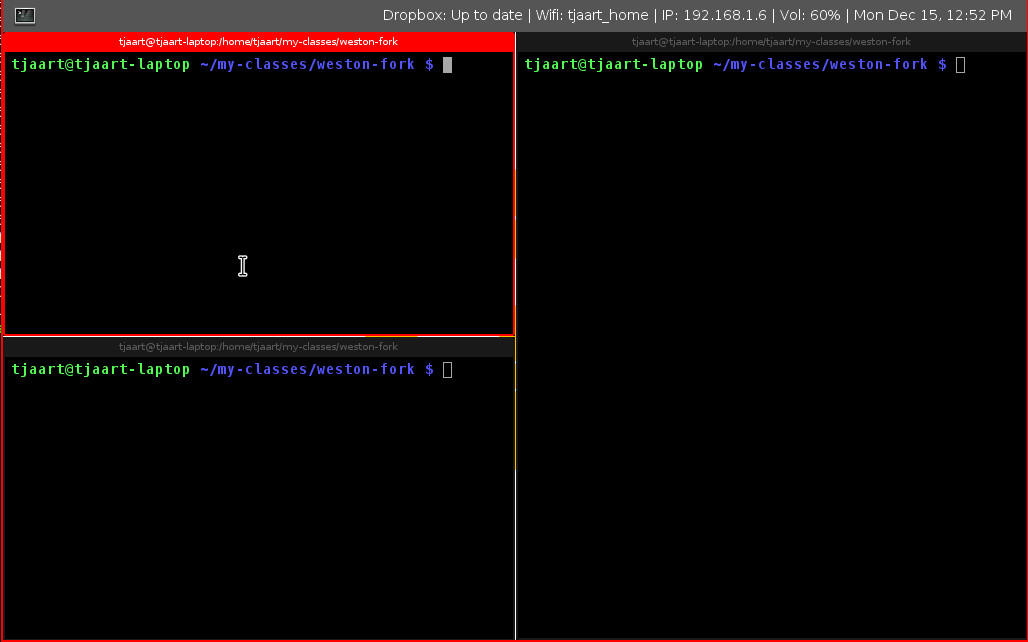 Dropbox: Up to date | Wifi: tjaart_home | IP: 192.168.1.6 | Vol: 60% | Mon Dec 15, 12:52 PM
tjaart@tjaart-laptop:/home/tjaart/my-classes/weston-fork
tjaart@tjaart-laptop ~/my-classes/weston-fork $
tjaart@tjaart-laptop:/home/tjaart/my-classes/weston-fork
tjaart@tjaart-laptop ~/my-classes/weston-fork $
tjaart@tjaart-laptop:/home/tjaart/my-classes/weston-fork
tjaart@tjaart-laptop ~/my-classes/weston-fork $